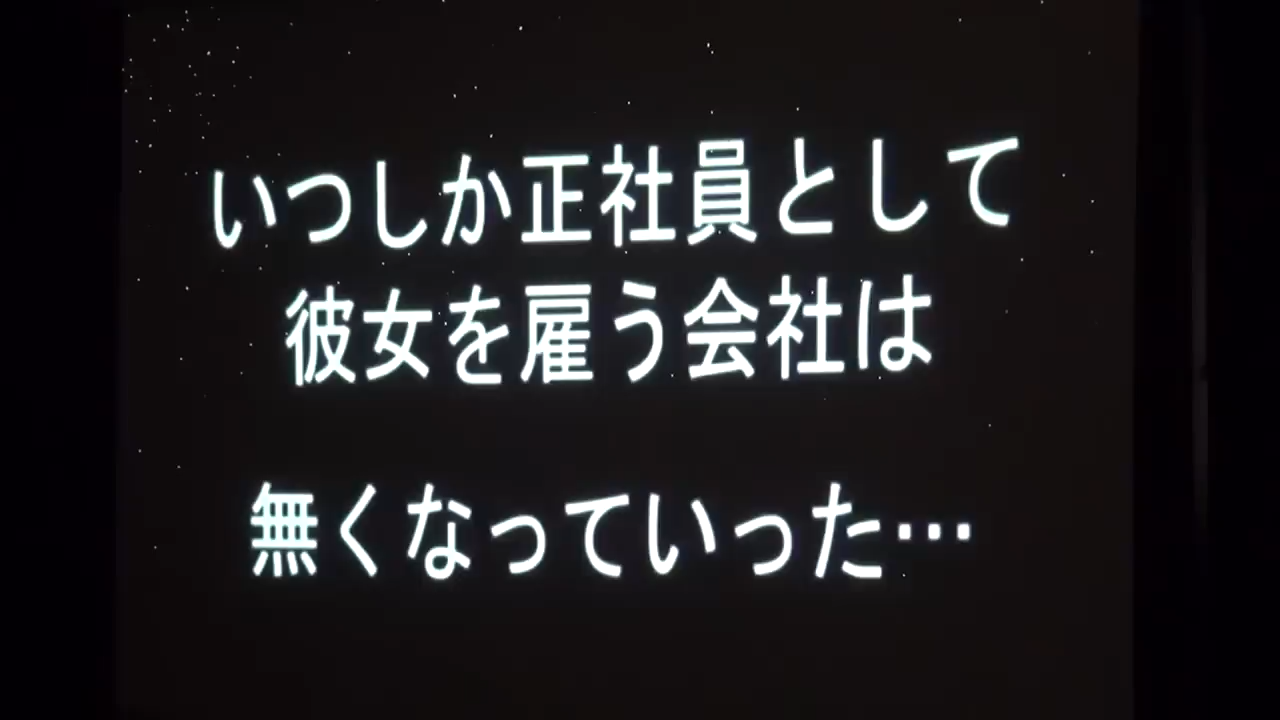 いつしか正社員として
彼女を雇う会社は
無くなっていった…